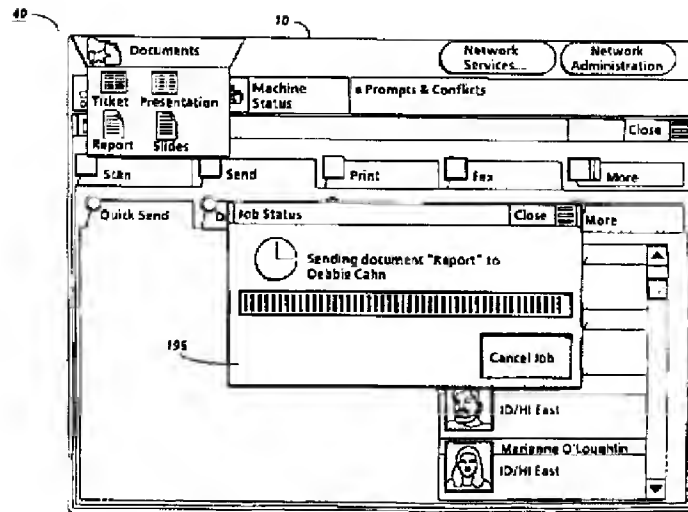 40
10
Documents
Network
Services...
Network
Administration
Ticket
Presentation
Report
Slides
Machine
Status
Prompts & Conflicts
Close
Scan
Send
Print
Fax
More
Quick Send
Job Status
Close
More
Sending document "Report" to
Debbie Cahn
195
Cancel Job
ID/HI East
Marianne O'Loughlin
ID/HI East